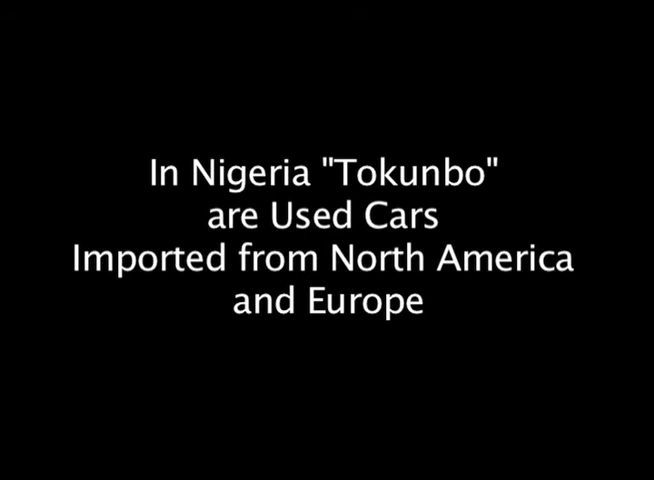 In Nigeria "Tokunbo"
are Used Cars
Imported from North America
and Europe